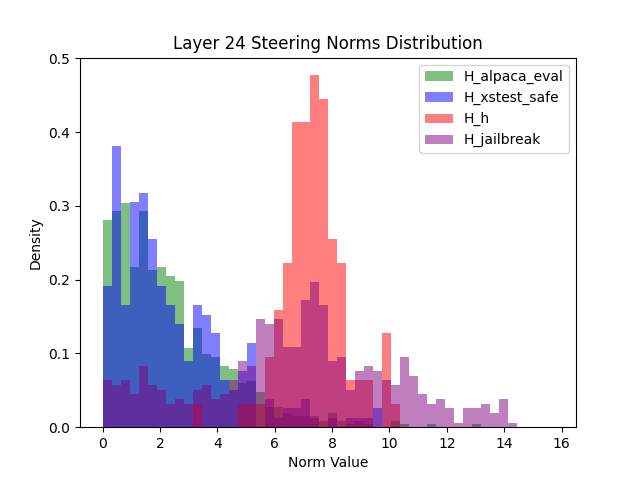 Layer 24 Steering Norms Distribution
H_alpaca_eval
H_xstest_safe
H_h
H_jailbreak
0.5
0.4
0.3
0.2
0.1
0.0
Density
0
2
4
6
8
10
12
14
16
Norm Value